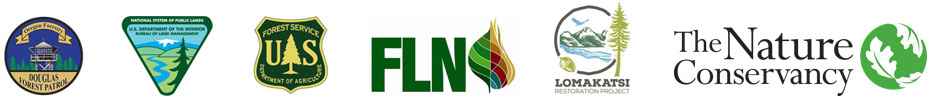 Oregon Forestry
DOUGLAS
FOREST PATROL
NATIONAL SYSTEM OF PUBLIC LANDS
U.S. DEPARTMENT OF THE INTERIOR
BUREAU OF LAND MANAGEMENT
FOREST SERVICE
U S
DEPARTMENT OF AGRICULTURE
FLN
LOMAKATSI
RESTORATION PROJECT
The Nature
Conservancy